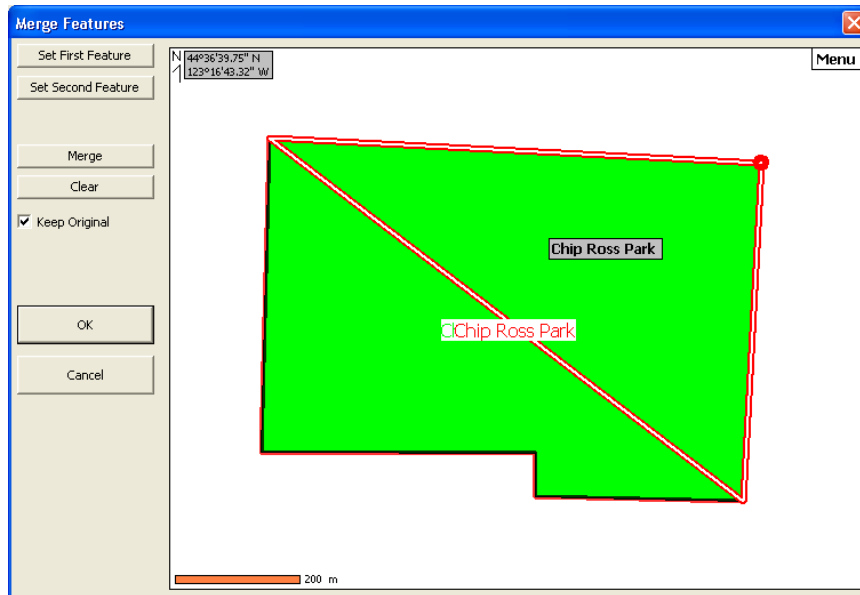 Merge Features
Set First Feature
Set Second Feature
Merge
Clear
Keep Original
OK
Cancel
N
44°36'39.75" N
123°16'43.32" W
Menu
Chip Ross Park
Chip Ross Park
200 m